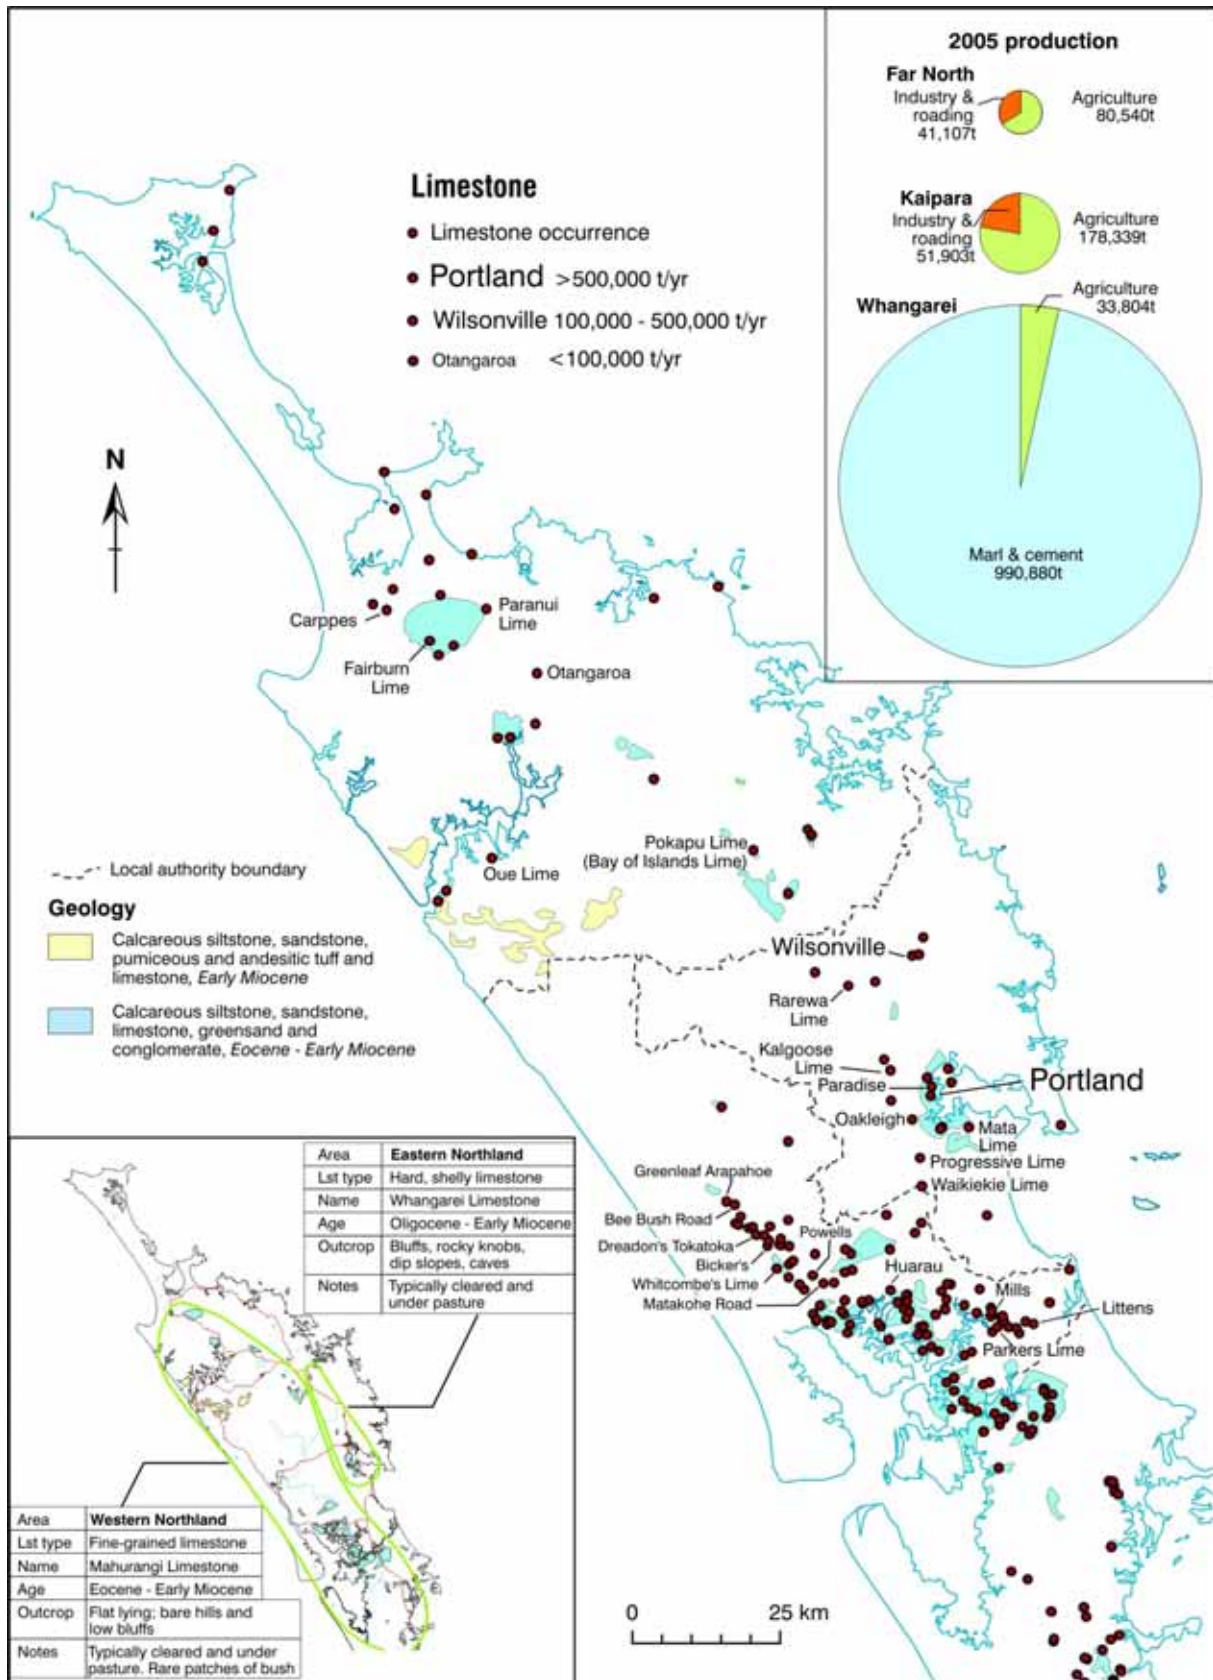 2005 production
Far North
Industry &
roading
41,107t
Agriculture
80,540t
Kaipara
Industry &
roading
51,903t
Agriculture
178,339t
Whangarei
Agriculture
33,804t
Marl & cement
990,880t
Limestone
Limestone occurrence
Portland >500,000 t/yr
Wilsonville 100,000 - 500,000 t/yr
Otangaroa <100,000 t/yr
N
Carppes
Paranui
Lime
Fairburn
Lime
Otangaroa
Pokapu Lime
(Bay of Islands Lime)
Oue Lime
Local authority boundary
Geology
Calcareous siltstone, sandstone,
pumiceous and andesitic tuff and
limestone, Early Miocene
Calcareous siltstone, sandstone,
limestone, greensand and
conglomerate, Eocene - Early Miocene
Wilsonville
Rarewa
Lime
Kalgoose
Lime
Paradise
Portland
Oakleigh
Mata
Lime
Progressive Lime
Waikiekie Lime
Greenleaf Arapahoe
Bee Bush Road
Powells
Dreadon's Tokatoka
Bicker's
Huarau
Whitcombe's Lime
Mills
Matakohe Road
Littens
Parkers Lime
Area Eastern Northland
Lst type Hard, shelly limestone
Name Whangarei Limestone
Age Oligocene - Early Miocene
Outcrop Bluffs, rocky knobs,
dip slopes, caves
Notes Typically cleared and
under pasture
Area Western Northland
Lst type Fine-grained limestone
Name Mahurangi Limestone
Age Eocene - Early Miocene
Outcrop Flat lying; bare hills and
low bluffs
Notes Typically cleared and under
pasture. Rare patches of bush
0 25 km